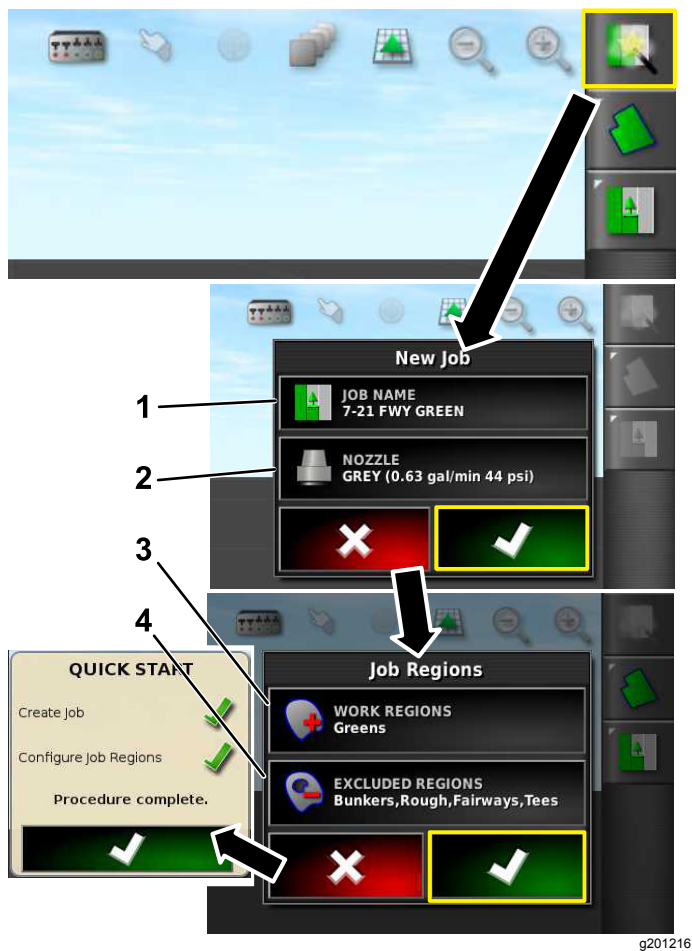 New Job
1
JOB NAME
7-21 FWY GREEN
2
NOZZLE
GREY (0.63 gal/min 44 psi)
3
4
Job Regions
WORK REGIONS
Greens
EXCLUDED REGIONS
Bunkers,Rough,Fairways,Tees
QUICK START
Create Job
Configure Job Regions
Procedure complete.
g201216